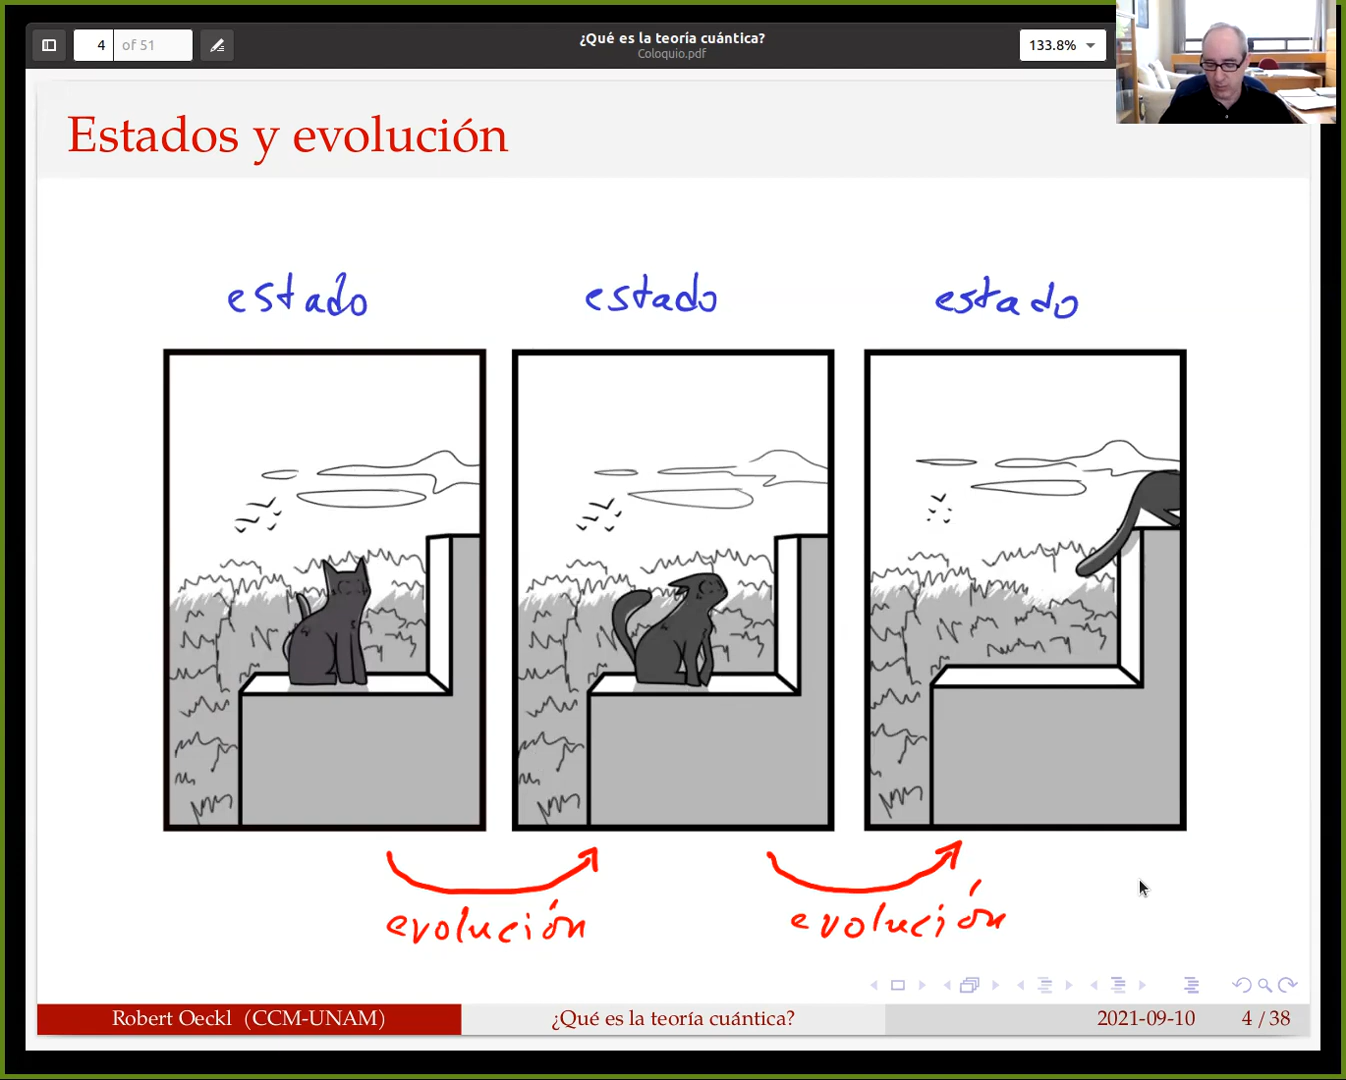 4 of 51
¿Qué es la teoría cuántica?
Coloquio.pdf
133.8%
Estados y evolución
estado estado estado
evolución evolución
Robert Oeckl (CCM-UNAM) ¿Qué es la teoría cuántica? 2021-09-10 4 / 38